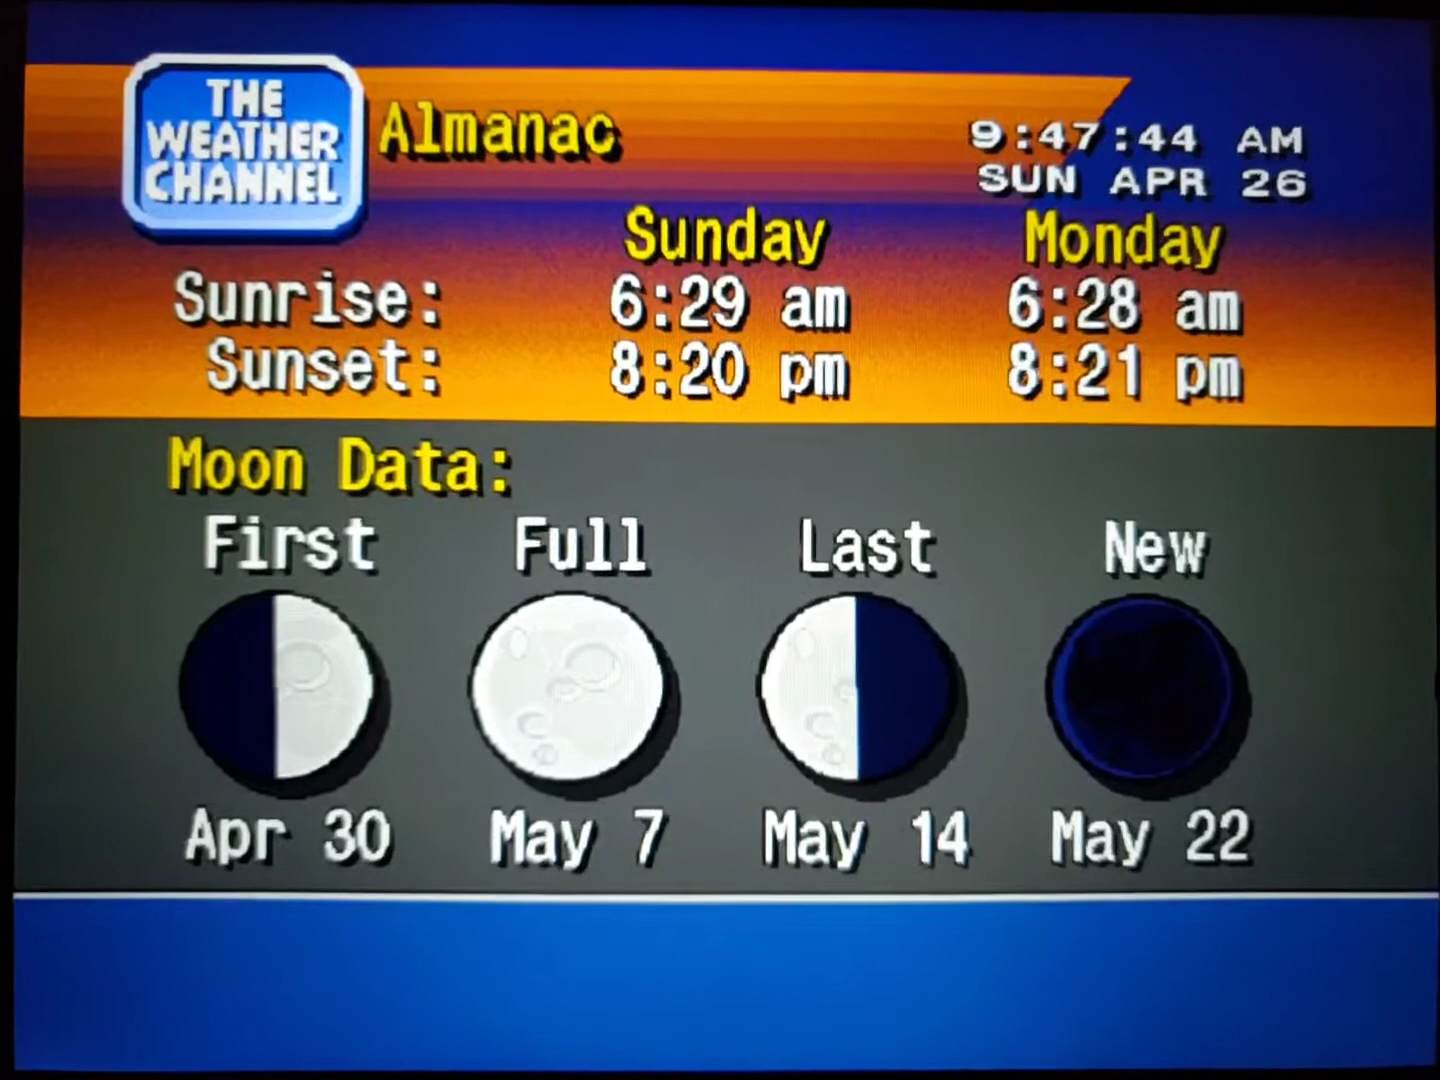 THE
WEATHER
CHANNEL
Almanac
9:47:44 AM
SUN APR 26
Sunday Monday
Sunrise: 6:29 am 6:28 am
Sunset: 8:20 pm 8:21 pm
Moon Data:
First Full Last New
Apr 30 May 7 May 14 May 22